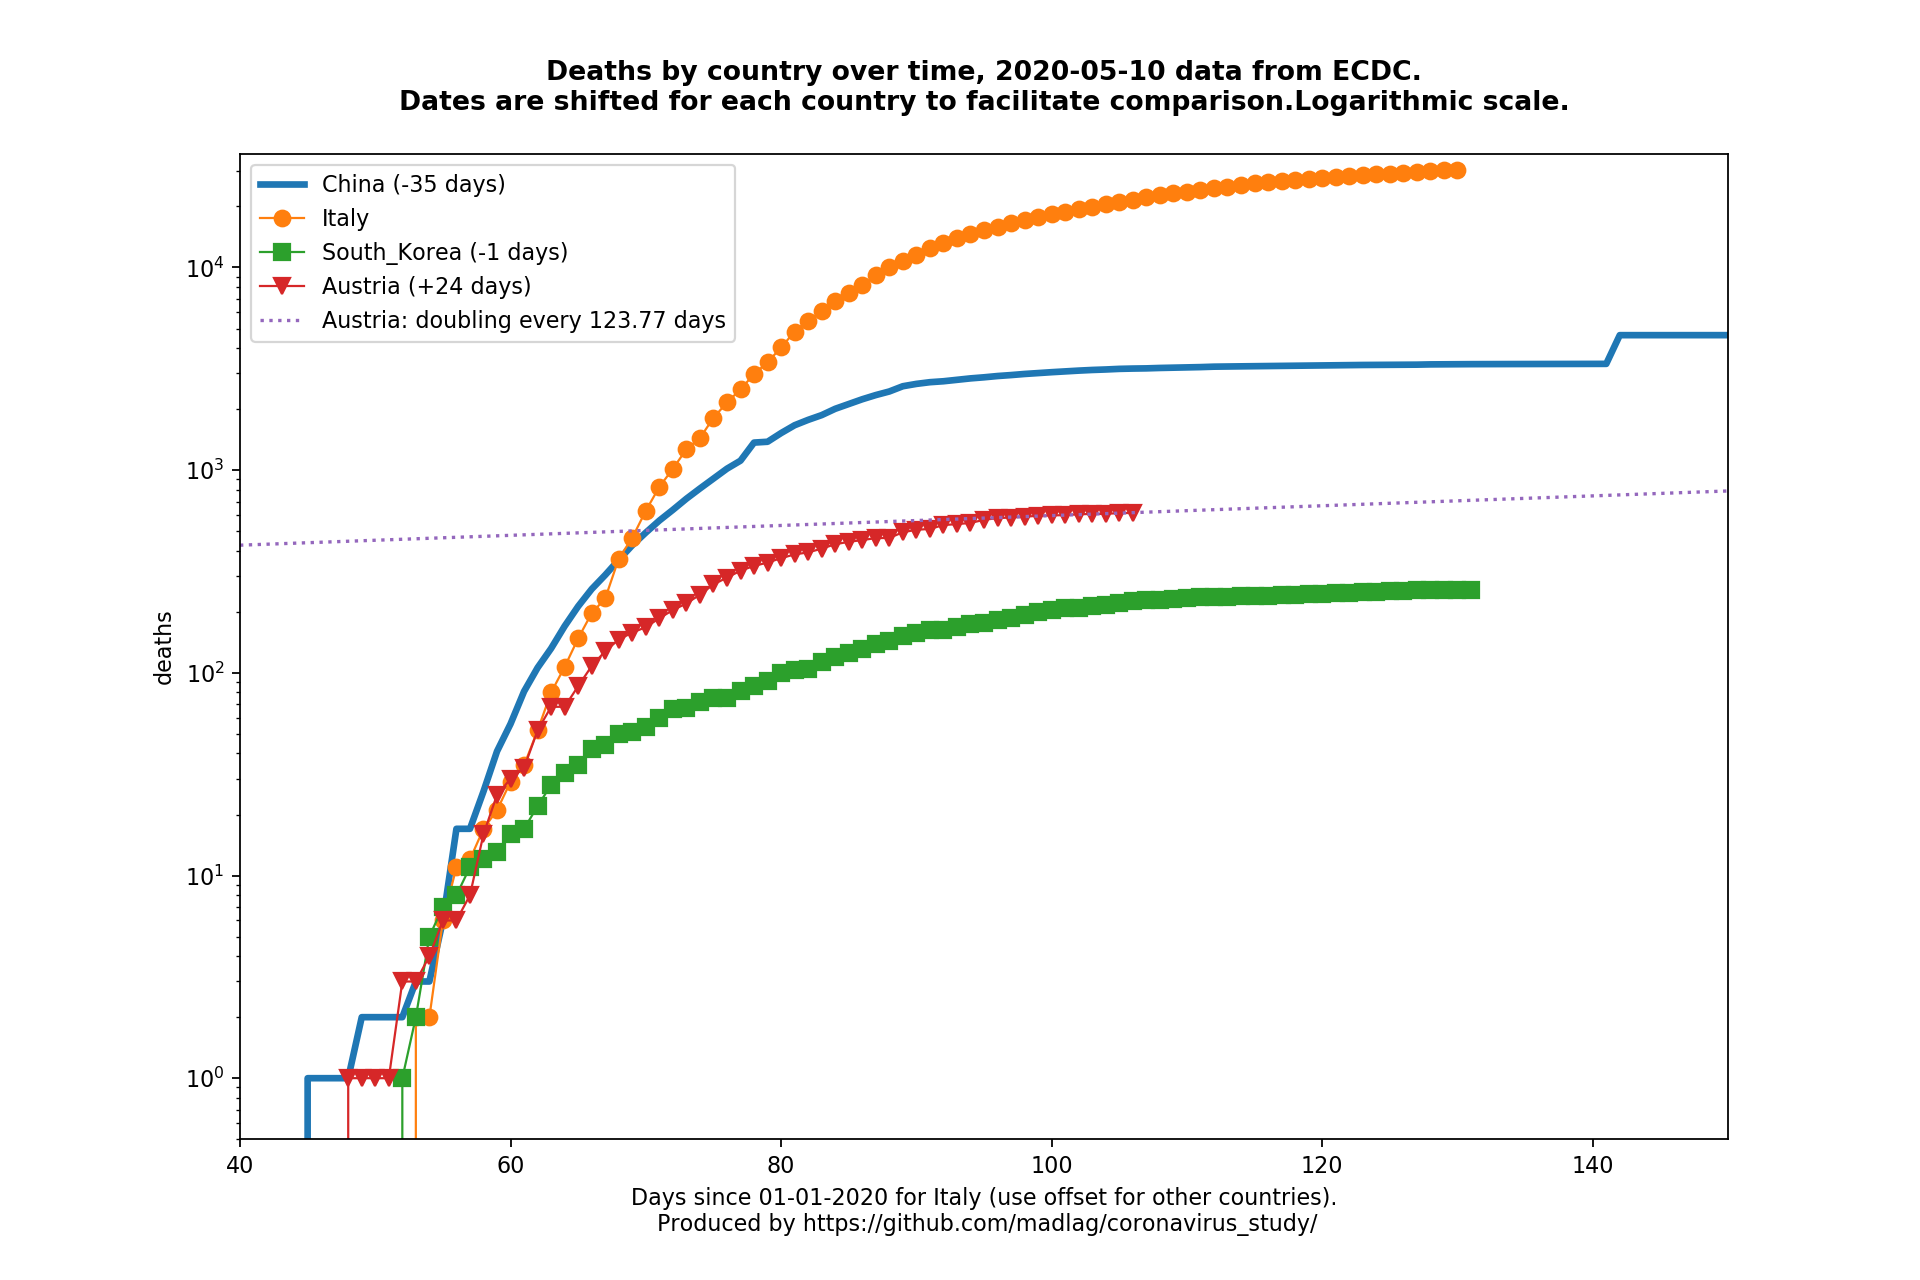 Deaths by country over time, 2020-05-10 data from ECDC.
Dates are shifted for each country to facilitate comparison.Logarithmic scale.
China (-35 days)
Italy
South_Korea (-1 days)
Austria (+24 days)
Austria: doubling every 123.77 days
10⁴
10³
10²
10¹
10⁰
deaths
40 60 80 100 120 140
Days since 01-01-2020 for Italy (use offset for other countries).
Produced by https://github.com/madlag/coronavirus_study/